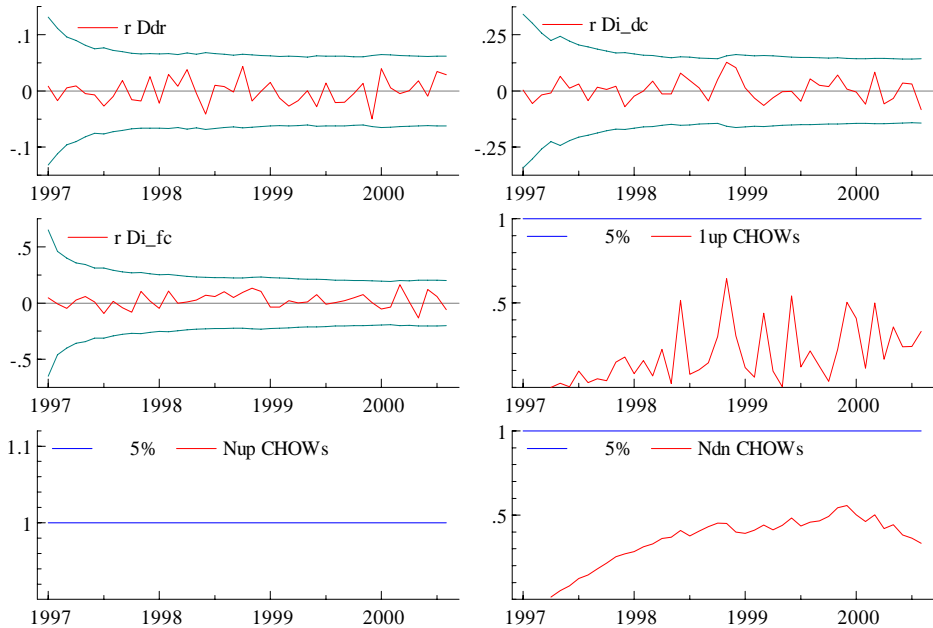 .1 r Ddr
0
-.1
1997 1998 1999 2000
0.25 r Di_dc
0
-0.25
1997 1998 1999 2000
.5 r Di_fc
0
-.5
1997 1998 1999 2000
1 5% 1up CHOWs
.5
1997 1998 1999 2000
1.1 5% Nup CHOWs
1
1997 1998 1999 2000
1 5% Ndn CHOWs
.5
1997 1998 1999 2000